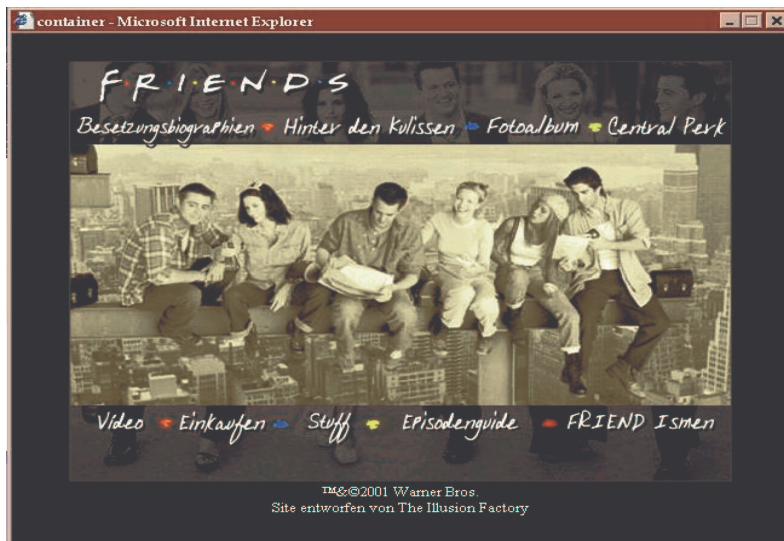 container - Microsoft Internet Explorer
F·R·I·E·N·D·S
Besetzungsbiographien Hinter den Kulissen Fotoalbum Central Perk
Video Einkaufen Stuff Episodenguide FRIEND Ismen
™&©2001 Warner Bros.
Site entworfen von The Illusion Factory